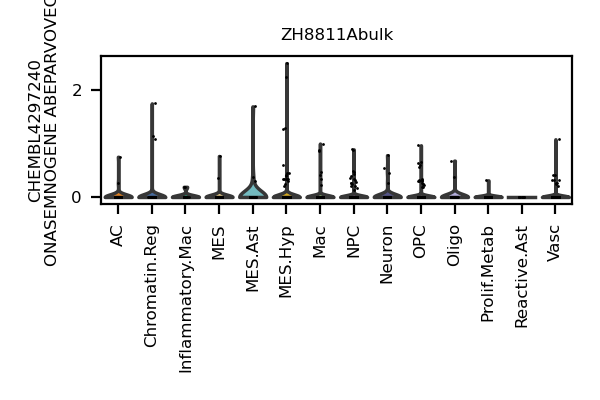 ZH8811Abulk
CHEMBL4297240
ONASEMNOGENE ABEPARVOVEC
2
0
AC
Chromatin.Reg
Inflammatory.Mac
MES
MES.Ast
MES.Hyp
Mac
NPC
Neuron
OPC
Oligo
Prolif.Metab
Reactive.Ast
Vasc